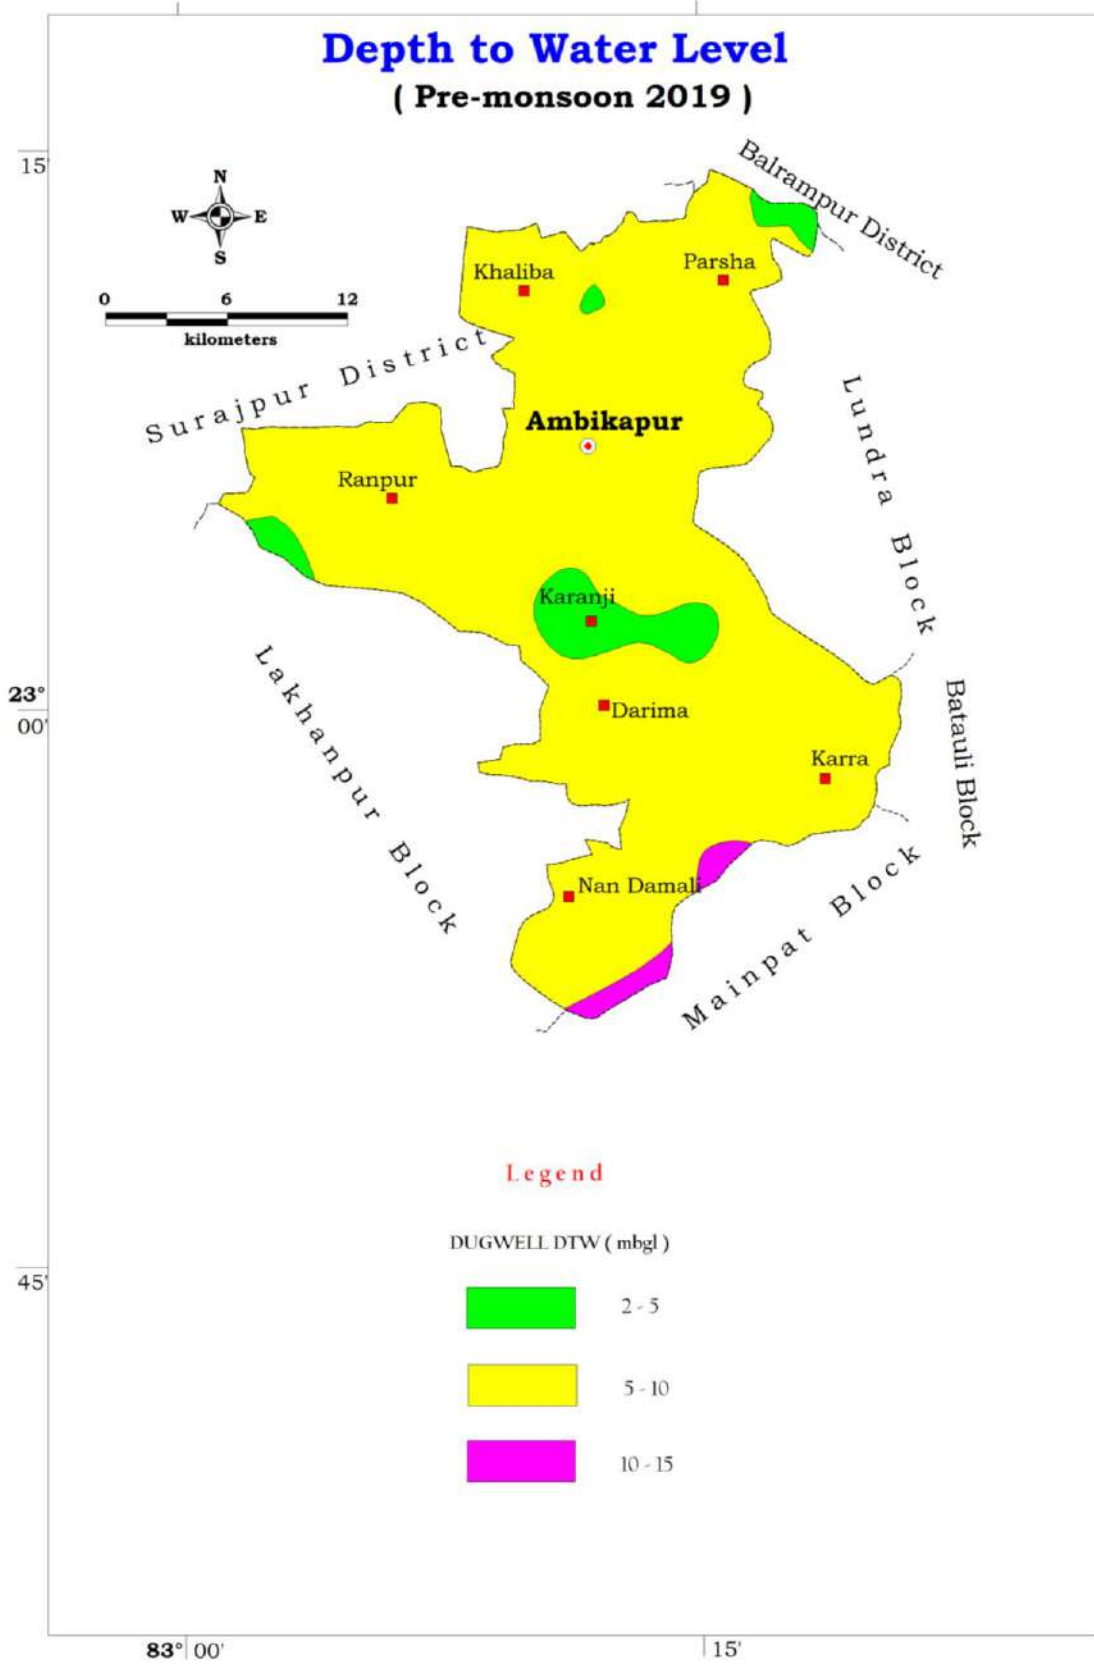 Depth to Water Level
( Pre-monsoon 2019 )
15'
N
W E
S
0 6 12
kilometers
Balrampur District
Khaliba
Parsha
Surajpur District
Ambikapur
Lundra Block
Ranpur
Karanji
Lakhanpur Block
23°
00'
Darima
Batauli Block
Karra
Nan Damali
Mainpat Block
Legend
DUGWELL DTW ( mbgl )
2 - 5
45'
5 - 10
10 - 15
83° 00' 15'